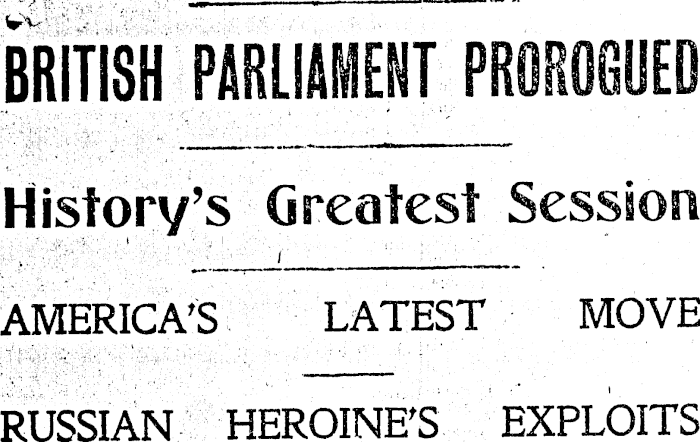 BRITISH PARLIAMENT PROROGUED
History's Greatest Session
AMERICA'S LATEST MOVE
RUSSIAN HEROINE'S EXPLOITS